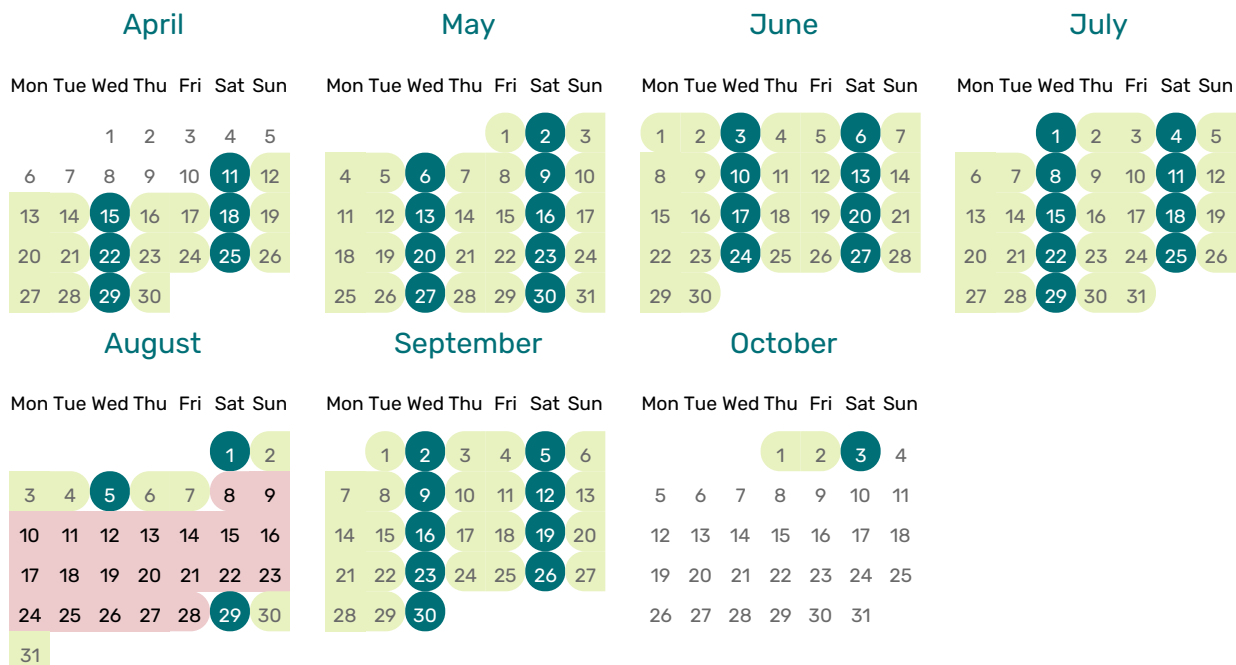 April May June July
Mon Tue Wed Thu Fri Sat Sun Mon Tue Wed Thu Fri Sat Sun Mon Tue Wed Thu Fri Sat Sun Mon Tue Wed Thu Fri Sat Sun
1 2 3 4 5 1 2 3 1 2 3 4 5 6 7 1 2 3 4 5
6 7 8 9 10 11 12 4 5 6 7 8 9 10 8 9 10 11 12 13 14 6 7 8 9 10 11 12
13 14 15 16 17 18 19 11 12 13 14 15 16 17 15 16 17 18 19 20 21 13 14 15 16 17 18 19
20 21 22 23 24 25 26 18 19 20 21 22 23 24 22 23 24 25 26 27 28 20 21 22 23 24 25 26
27 28 29 30 25 26 27 28 29 30 31 29 30 27 28 29 30 31
August September October
Mon Tue Wed Thu Fri Sat Sun Mon Tue Wed Thu Fri Sat Sun Mon Tue Wed Thu Fri Sat Sun
1 2 1 2 3 4 5 6 1 2 3 4
3 4 5 6 7 8 9 7 8 9 10 11 12 13 5 6 7 8 9 10 11
10 11 12 13 14 15 16 14 15 16 17 18 19 20 12 13 14 15 16 17 18
17 18 19 20 21 22 23 21 22 23 24 25 26 27 19 20 21 22 23 24 25
24 25 26 27 28 29 30 28 29 30 26 27 28 29 30 31
31